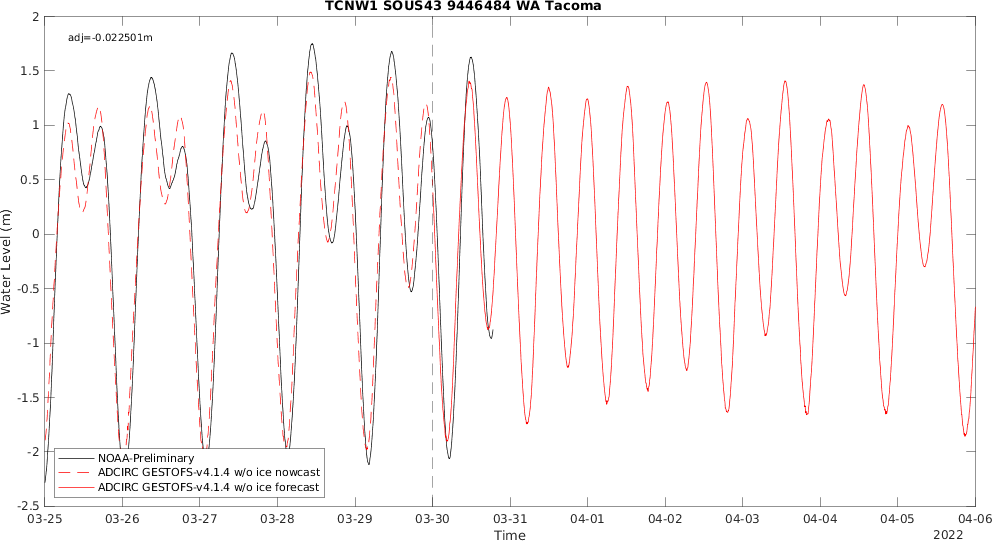 TCNW1 SOUS43 9446484 WA Tacoma
adj=-0.022501m
2
1.5
1
0.5
0
-0.5
-1
-1.5
-2
-2.5
Water Level (m)
NOAA-Preliminary
ADCIRC GESTOFS-v4.1.4 w/o ice nowcast
ADCIRC GESTOFS-v4.1.4 w/o ice forecast
03-25 03-26 03-27 03-28 03-29 03-30 03-31 04-01 04-02 04-03 04-04 04-05 04-06
Time
2022